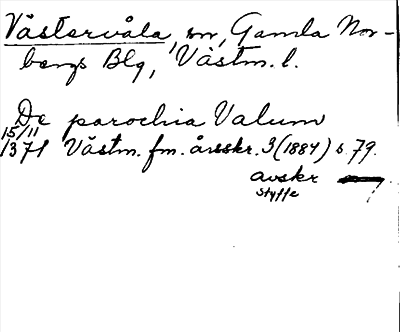 Västervåla, sn, Gamla Nor-
bergs Blg, Västm. l.
De parochia Valum
15/11
1371 Västm. fm. årsskr. 3 (1884) s. 79.
avskr
Styffe